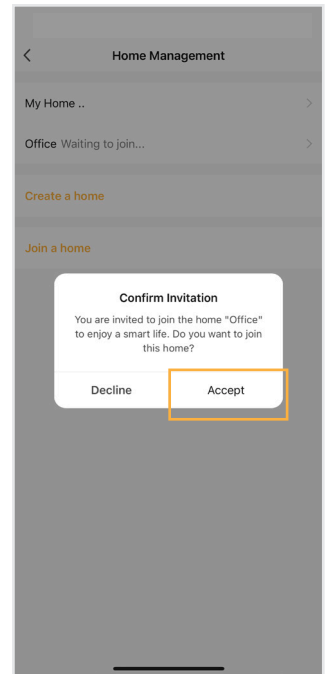 Home Management
My Home ..
Office Waiting to join...
Create a home
Join a home
Confirm Invitation
You are invited to join the home "Office"
to enjoy a smart life. Do you want to join
this home?
Decline Accept